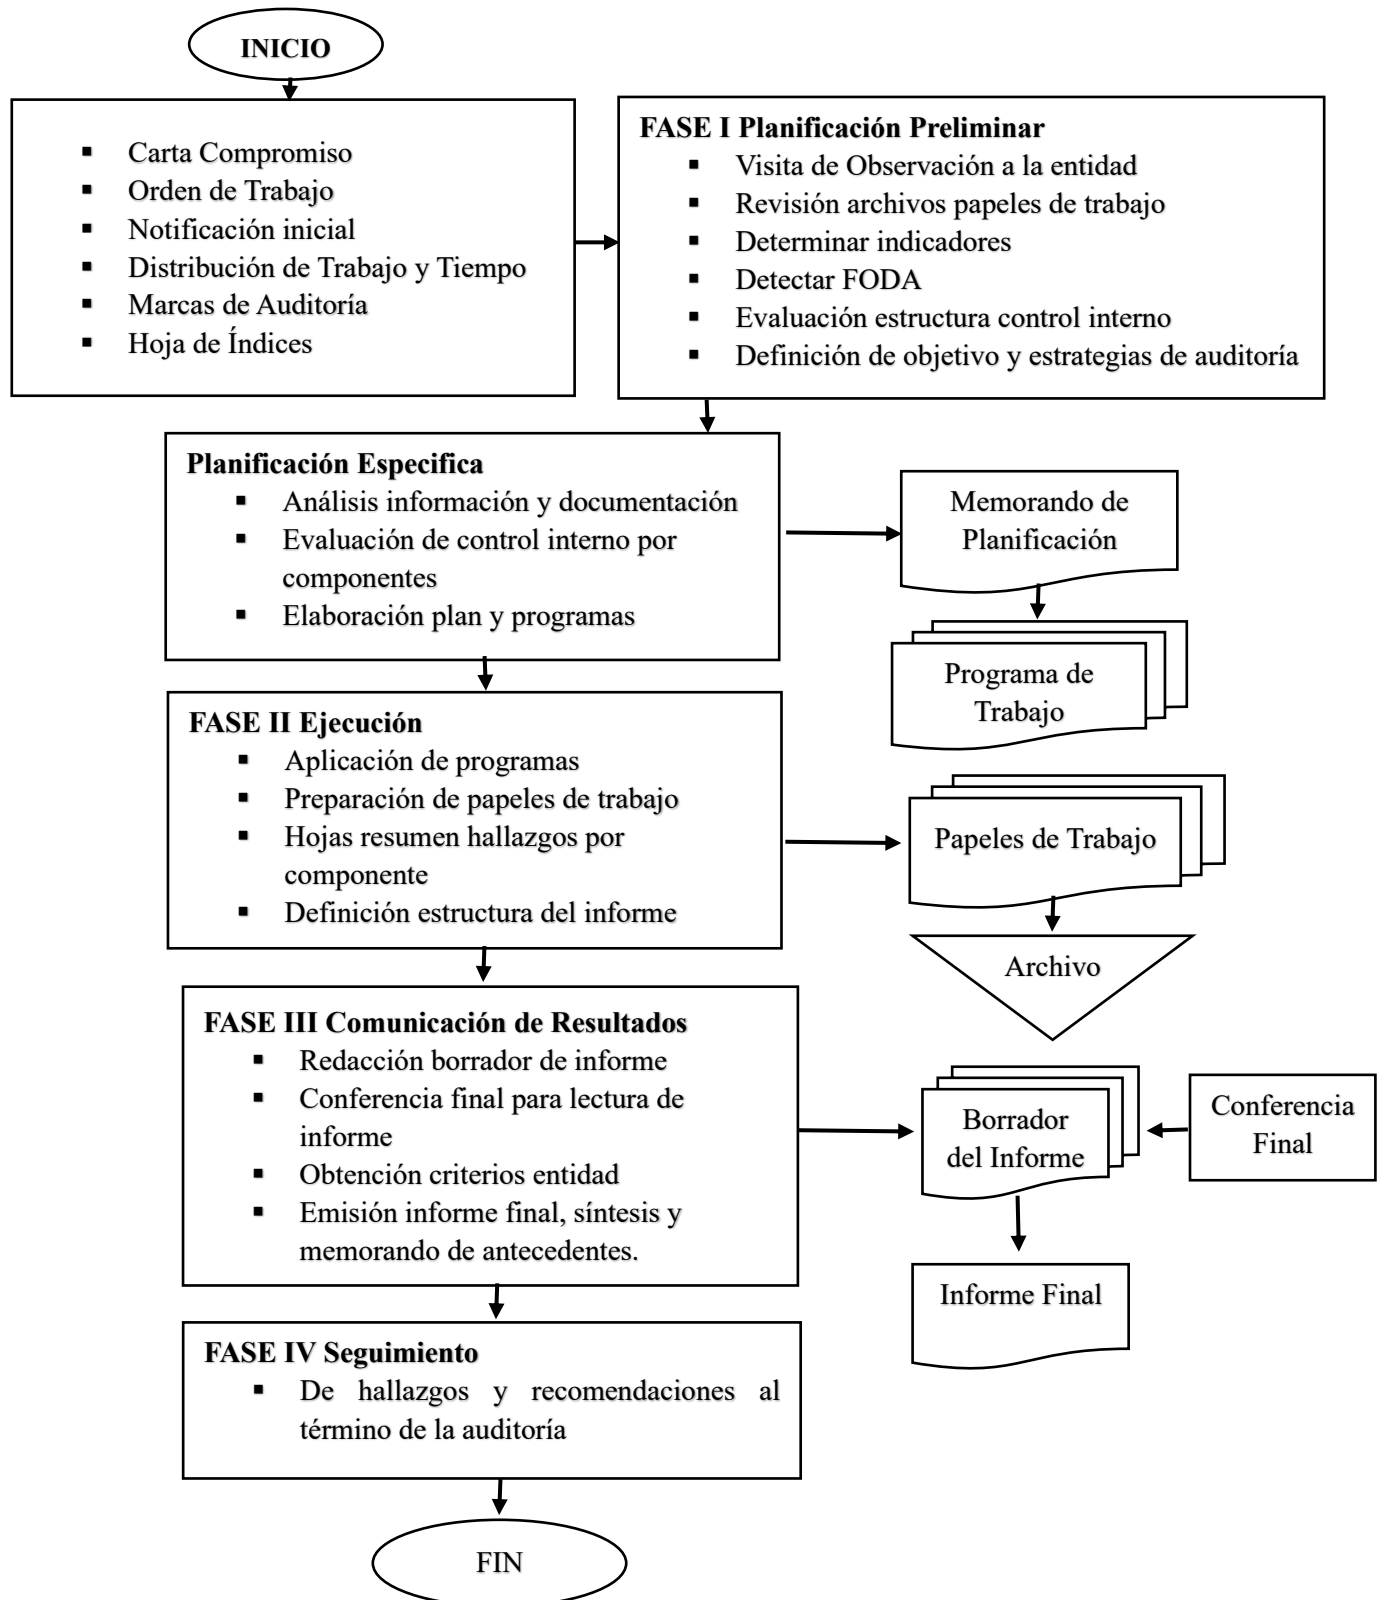 INICIO
▪ Carta Compromiso
▪ Orden de Trabajo
▪ Notificación inicial
▪ Distribución de Trabajo y Tiempo
▪ Marcas de Auditoría
▪ Hoja de Índices
FASE I Planificación Preliminar
▪ Visita de Observación a la entidad
▪ Revisión archivos papeles de trabajo
▪ Determinar indicadores
▪ Detectar FODA
▪ Evaluación estructura control interno
▪ Definición de objetivo y estrategias de auditoría
Planificación Especifica
▪ Análisis información y documentación
▪ Evaluación de control interno por
componentes
▪ Elaboración plan y programas
Memorando de
Planificación
Programa de
Trabajo
FASE II Ejecución
▪ Aplicación de programas
▪ Preparación de papeles de trabajo
▪ Hojas resumen hallazgos por
componente
▪ Definición estructura del informe
Papeles de Trabajo
Archivo
FASE III Comunicación de Resultados
▪ Redacción borrador de informe
▪ Conferencia final para lectura de
informe
▪ Obtención criterios entidad
▪ Emisión informe final, síntesis y
memorando de antecedentes.
Borrador
del Informe
Conferencia
Final
Informe Final
FASE IV Seguimiento
▪ De hallazgos y recomendaciones al
término de la auditoría
FIN